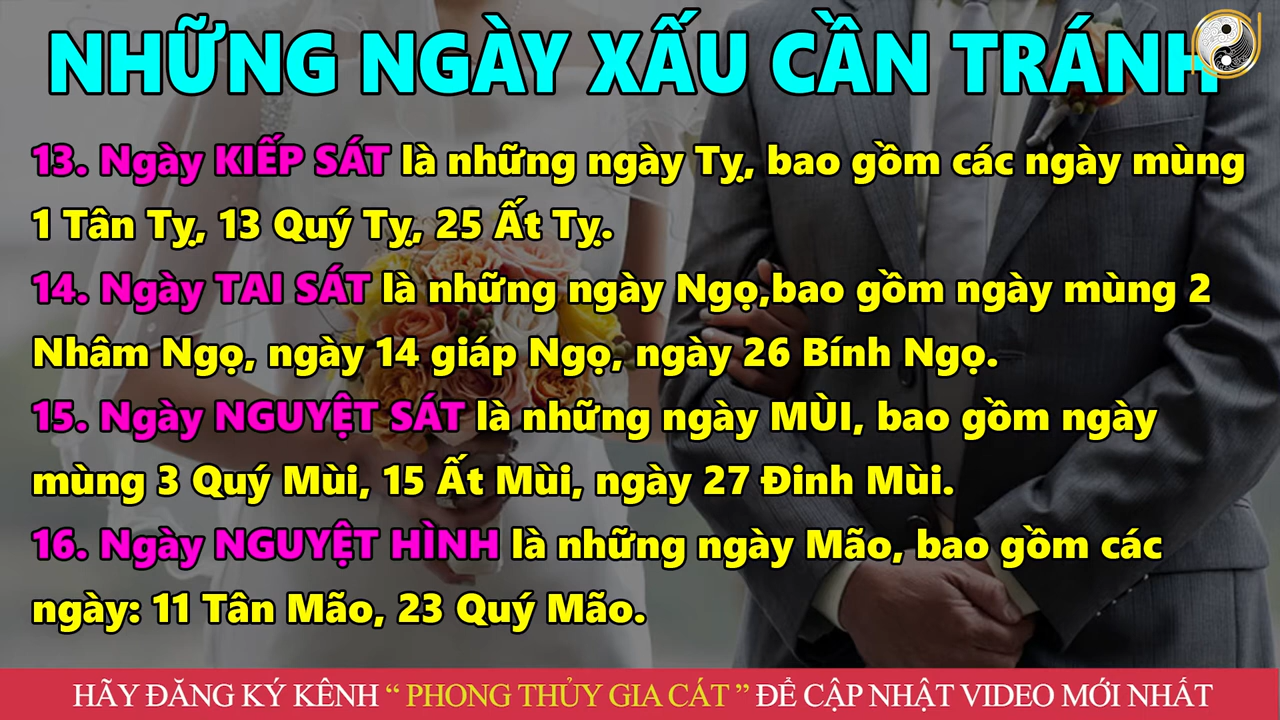 NHỮNG NGÀY XẤU CẦN TRÁNH
13. Ngày KIẾP SÁT là những ngày Tỵ, bao gồm các ngày mùng
1 Tân Tỵ, 13 Quý Tỵ, 25 Ất Tỵ.
14. Ngày TAI SÁT là những ngày Ngọ,bao gồm ngày mùng 2
Nhâm Ngọ, ngày 14 giáp Ngọ, ngày 26 Bính Ngọ.
15. Ngày NGUYỆT SÁT là những ngày MÙI, bao gồm ngày
mùng 3 Quý Mùi, 15 Ất Mùi, ngày 27 Đinh Mùi.
16. Ngày NGUYỆT HÌNH là những ngày Mão, bao gồm các
ngày: 11 Tân Mão, 23 Quý Mão.
HÃY ĐĂNG KÝ KÊNH “ PHONG THỦY GIA CÁT ” ĐỂ CẬP NHẬT VIDEO MỚI NHẤT